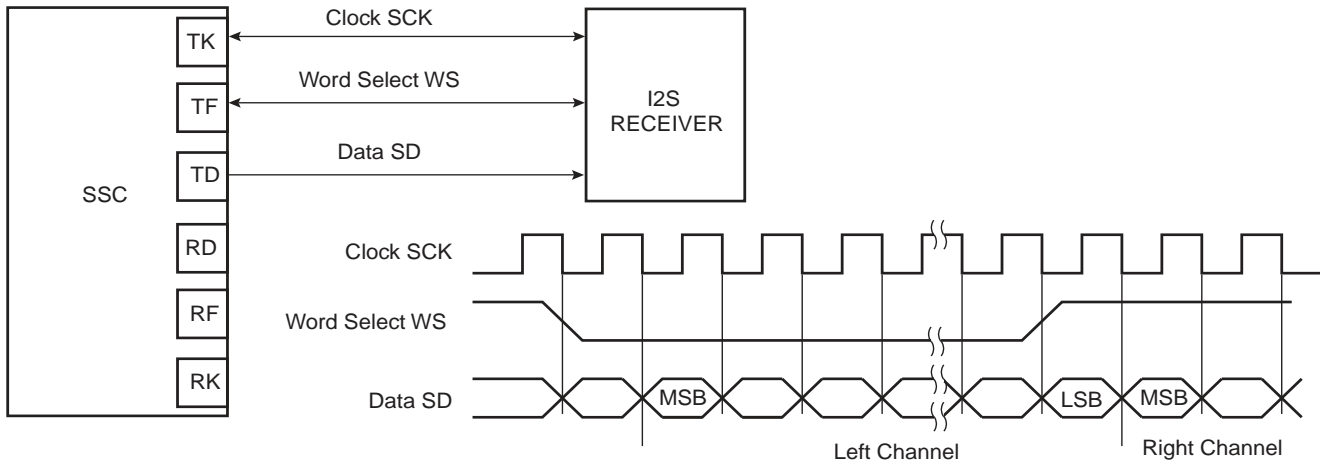 SSC
TK
TF
TD
RD
RF
RK
Clock SCK
Word Select WS
Data SD
I2S
RECEIVER
Clock SCK
Word Select WS
Data SD
MSB
LSB
MSB
Left Channel
Right Channel